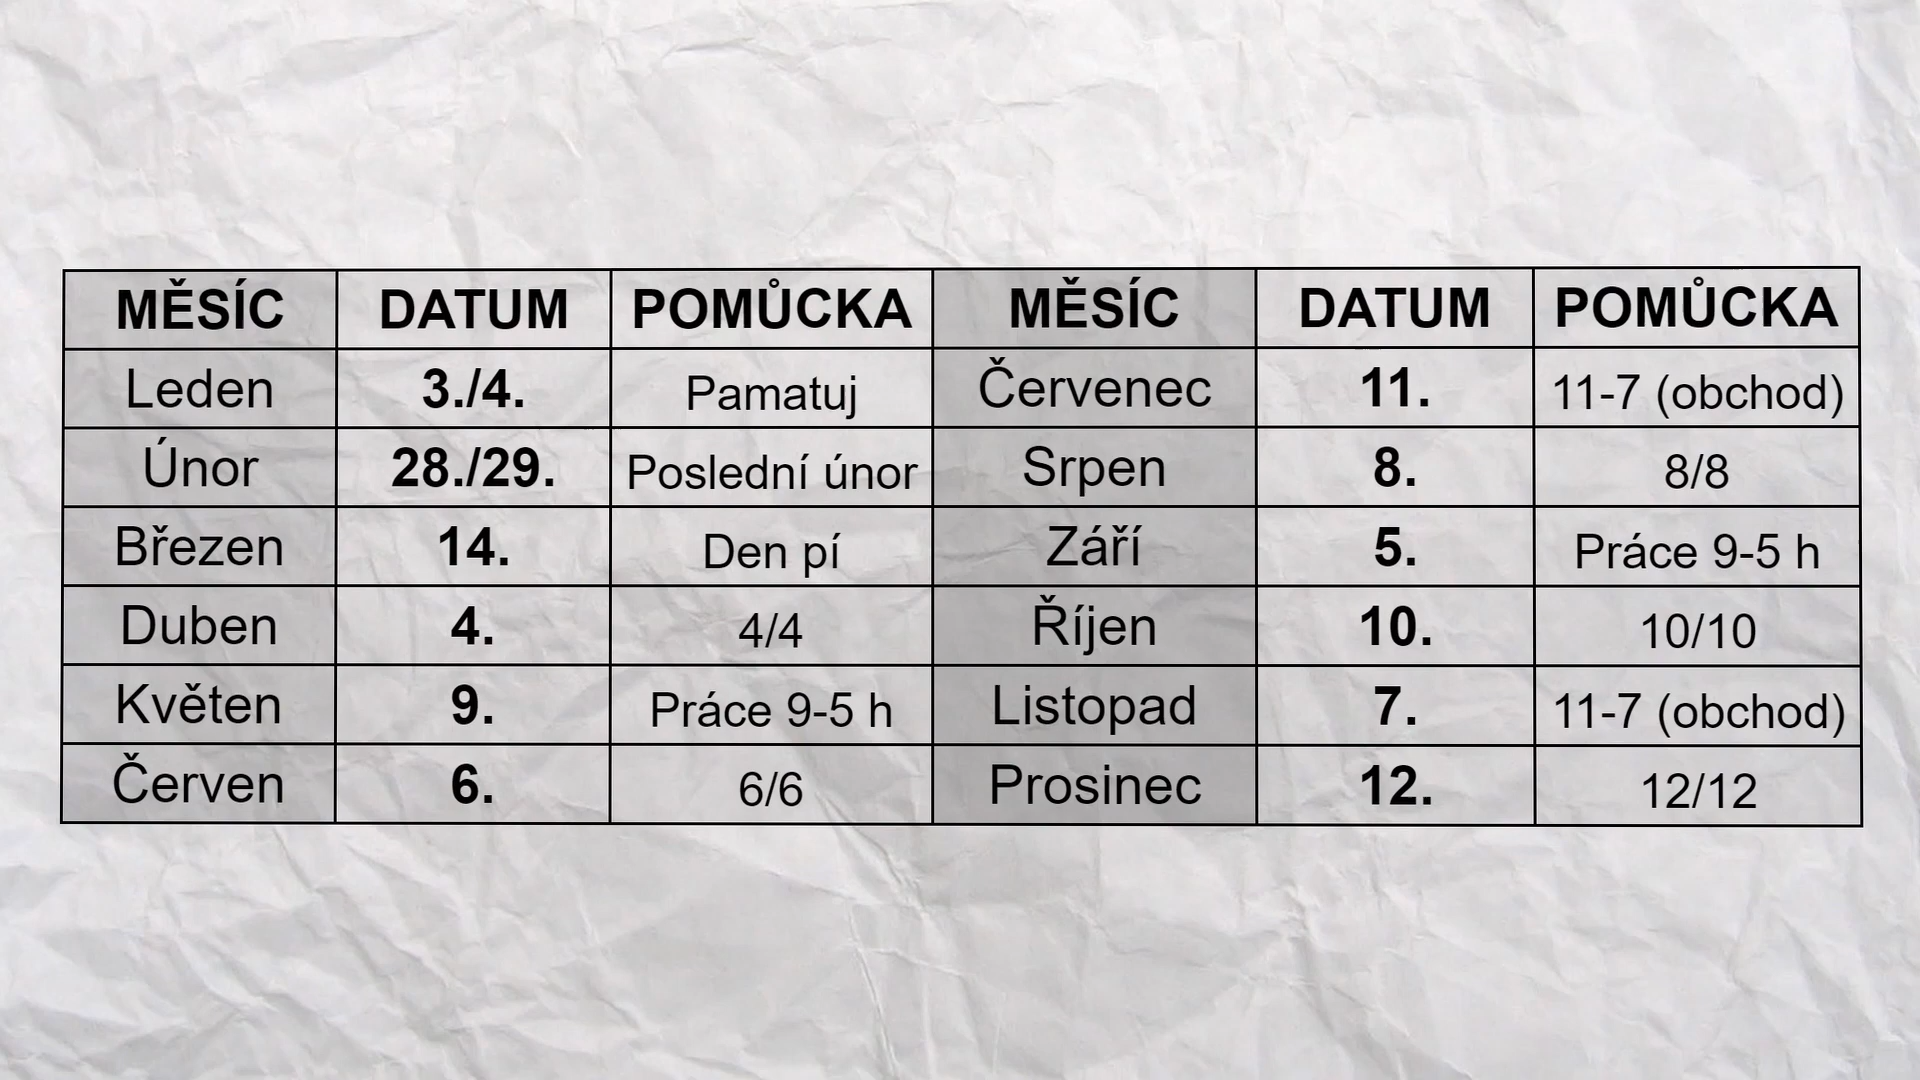 MĚSÍC DATUM POMŮCKA MĚSÍC DATUM POMŮCKA
Leden 3./4. Pamatuj Červenec 11. 11-7 (obchod)
Únor 28./29. Poslední únor Srpen 8. 8/8
Březen 14. Den pí Září 5. Práce 9-5 h
Duben 4. 4/4 Říjen 10. 10/10
Květen 9. Práce 9-5 h Listopad 7. 11-7 (obchod)
Červen 6. 6/6 Prosinec 12. 12/12